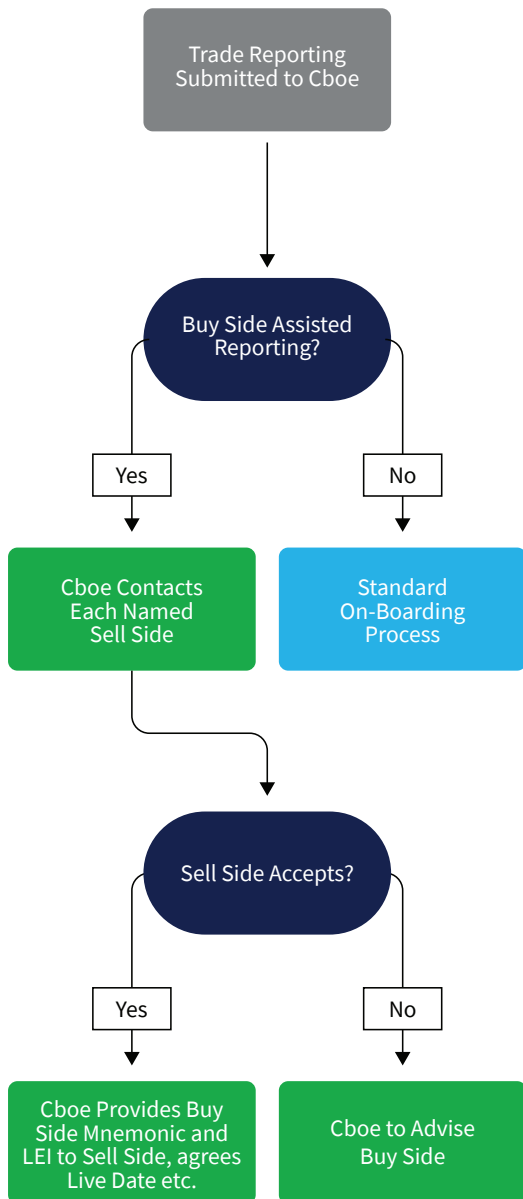 Trade Reporting
Submitted to Cboe
Buy Side Assisted
Reporting?
Yes
No
Cboe Contacts
Each Named
Sell Side
Standard
On-Boarding
Process
Sell Side Accepts?
Yes
No
Cboe Provides Buy
Side Mnemonic and
LEI to Sell Side, agrees
Live Date etc.
Cboe to Advise
Buy Side